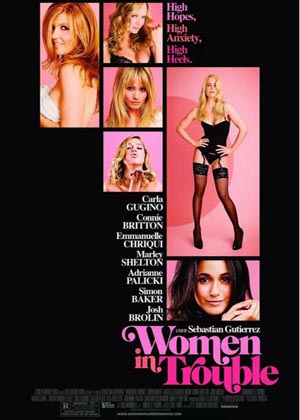 High
Hopes,
High
Anxiety,
High
Heels.
Carla
GUGINO
Connie
BRITTON
Emmanuelle
CHRIQUI
Marley
SHELTON
Adrianne
PALICKI
Simon
BAKER
Josh
BROLIN
A FILM BY Sebastian Gutierrez
Women
in
Trouble
R